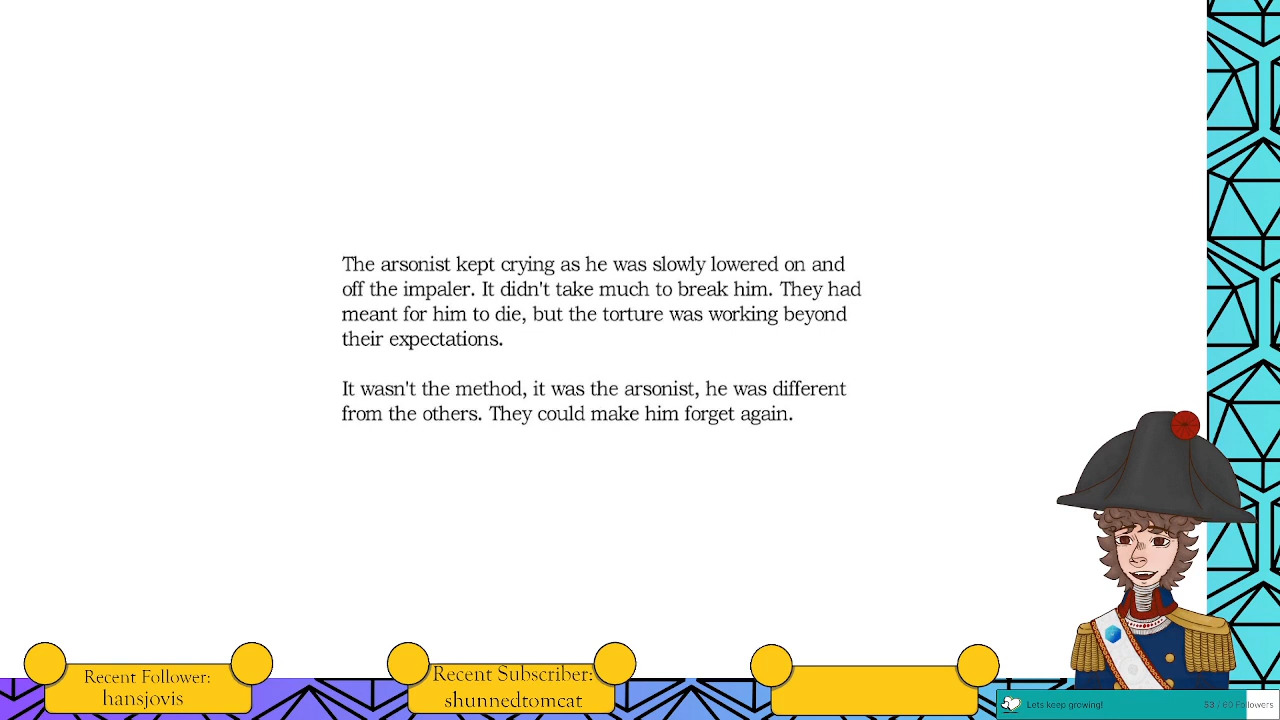 The arsonist kept crying as he was slowly lowered on and
off the impaler. It didn't take much to break him. They had
meant for him to die, but the torture was working beyond
their expectations.
It wasn't the method, it was the arsonist, he was different
from the others. They could make him forget again.
Recent Follower:
hansjovis
Recent Subscriber:
shunnedtomcat
Lets keep growing!
53 / 60 Followers